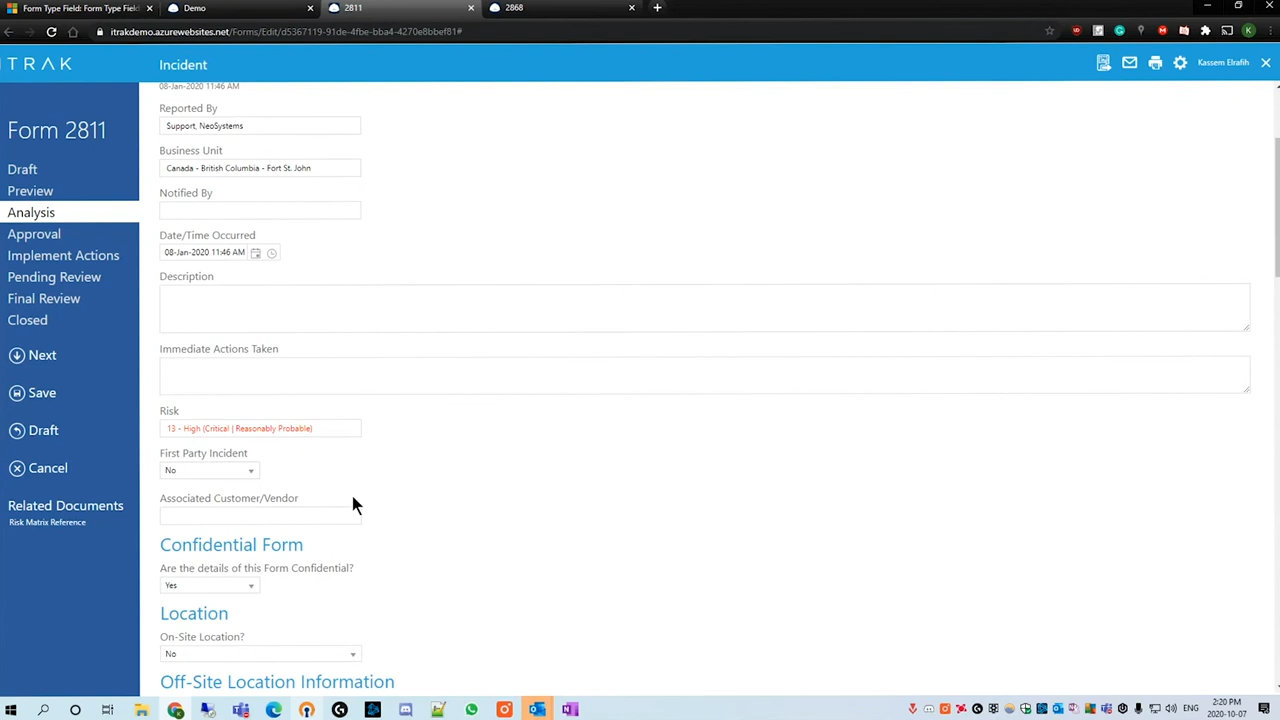 Form Type Field: Form Type Field
Demo
2811
2868
itrakdemo.azurewebsites.net/Forms/Edit/d5367119-91de-4fbe-bba4-4270e8bbef81#
K
ITRAK
Incident
Kassem Elrafih
Form 2811
Draft
Preview
Analysis
Approval
Implement Actions
Pending Review
Final Review
Closed
Next
Save
Draft
Cancel
Related Documents
Risk Matrix Reference
08-Jan-2020 11:46 AM
Reported By
Support, NeoSystems
Business Unit
Canada - British Columbia - Fort St. John
Notified By
Date/Time Occurred
08-Jan-2020 11:46 AM
Description
Immediate Actions Taken
Risk
13 - High (Critical | Reasonably Probable)
First Party Incident
No
Associated Customer/Vendor
Confidential Form
Are the details of this Form Confidential?
Yes
Location
On-Site Location?
No
Off-Site Location Information
ENG
2:20 PM
2020-10-07